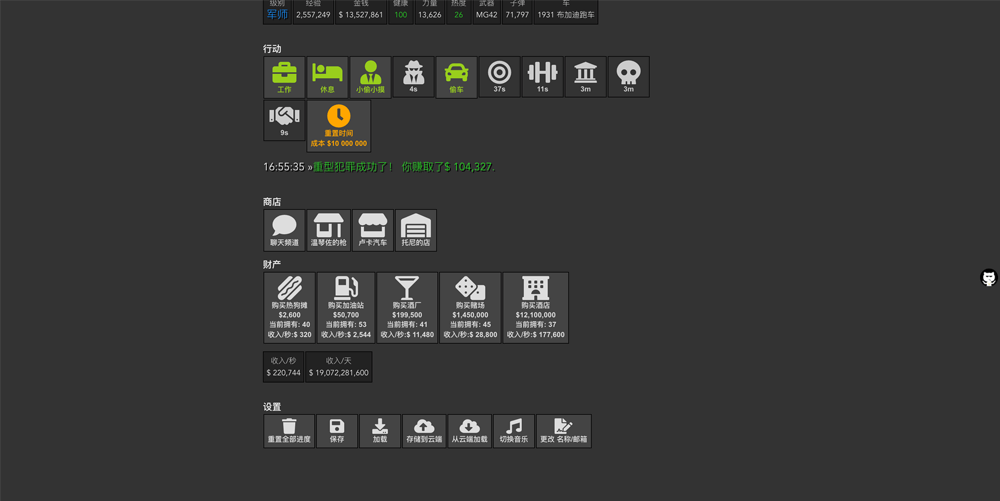 级别 经验 金钱 健康 力量 热度 武器 子弹 车
军师 2,557,249 $ 13,527,861 100 13,626 26 MG42 71,797 1931 布加迪跑车
行动
工作 休息 小偷小摸 4s 偷车 37s 11s 3m 3m
9s 重置时间
成本 $10 000 000
16:55:35 »重型犯罪成功了！ 你赚取了$ 104,327.
商店
聊天频道 温琴佐的枪 卢卡汽车 托尼的店
财产
购买热狗摊 购买加油站 购买酒厂 购买赌场 购买酒店
$2,600 $50,700 $199,500 $1,450,000 $12,100,000
当前拥有: 40 当前拥有: 53 当前拥有: 41 当前拥有: 45 当前拥有: 37
收入/秒:$ 320 收入/秒:$ 2,544 收入/秒:$ 11,480 收入/秒:$ 28,800 收入/秒:$ 177,600
收入/秒 收入/天
$ 220,744 $ 19,072,281,600
设置
重置全部进度 保存 加载 存储到云端 从云端加载 切换音乐 更改 名称/邮箱